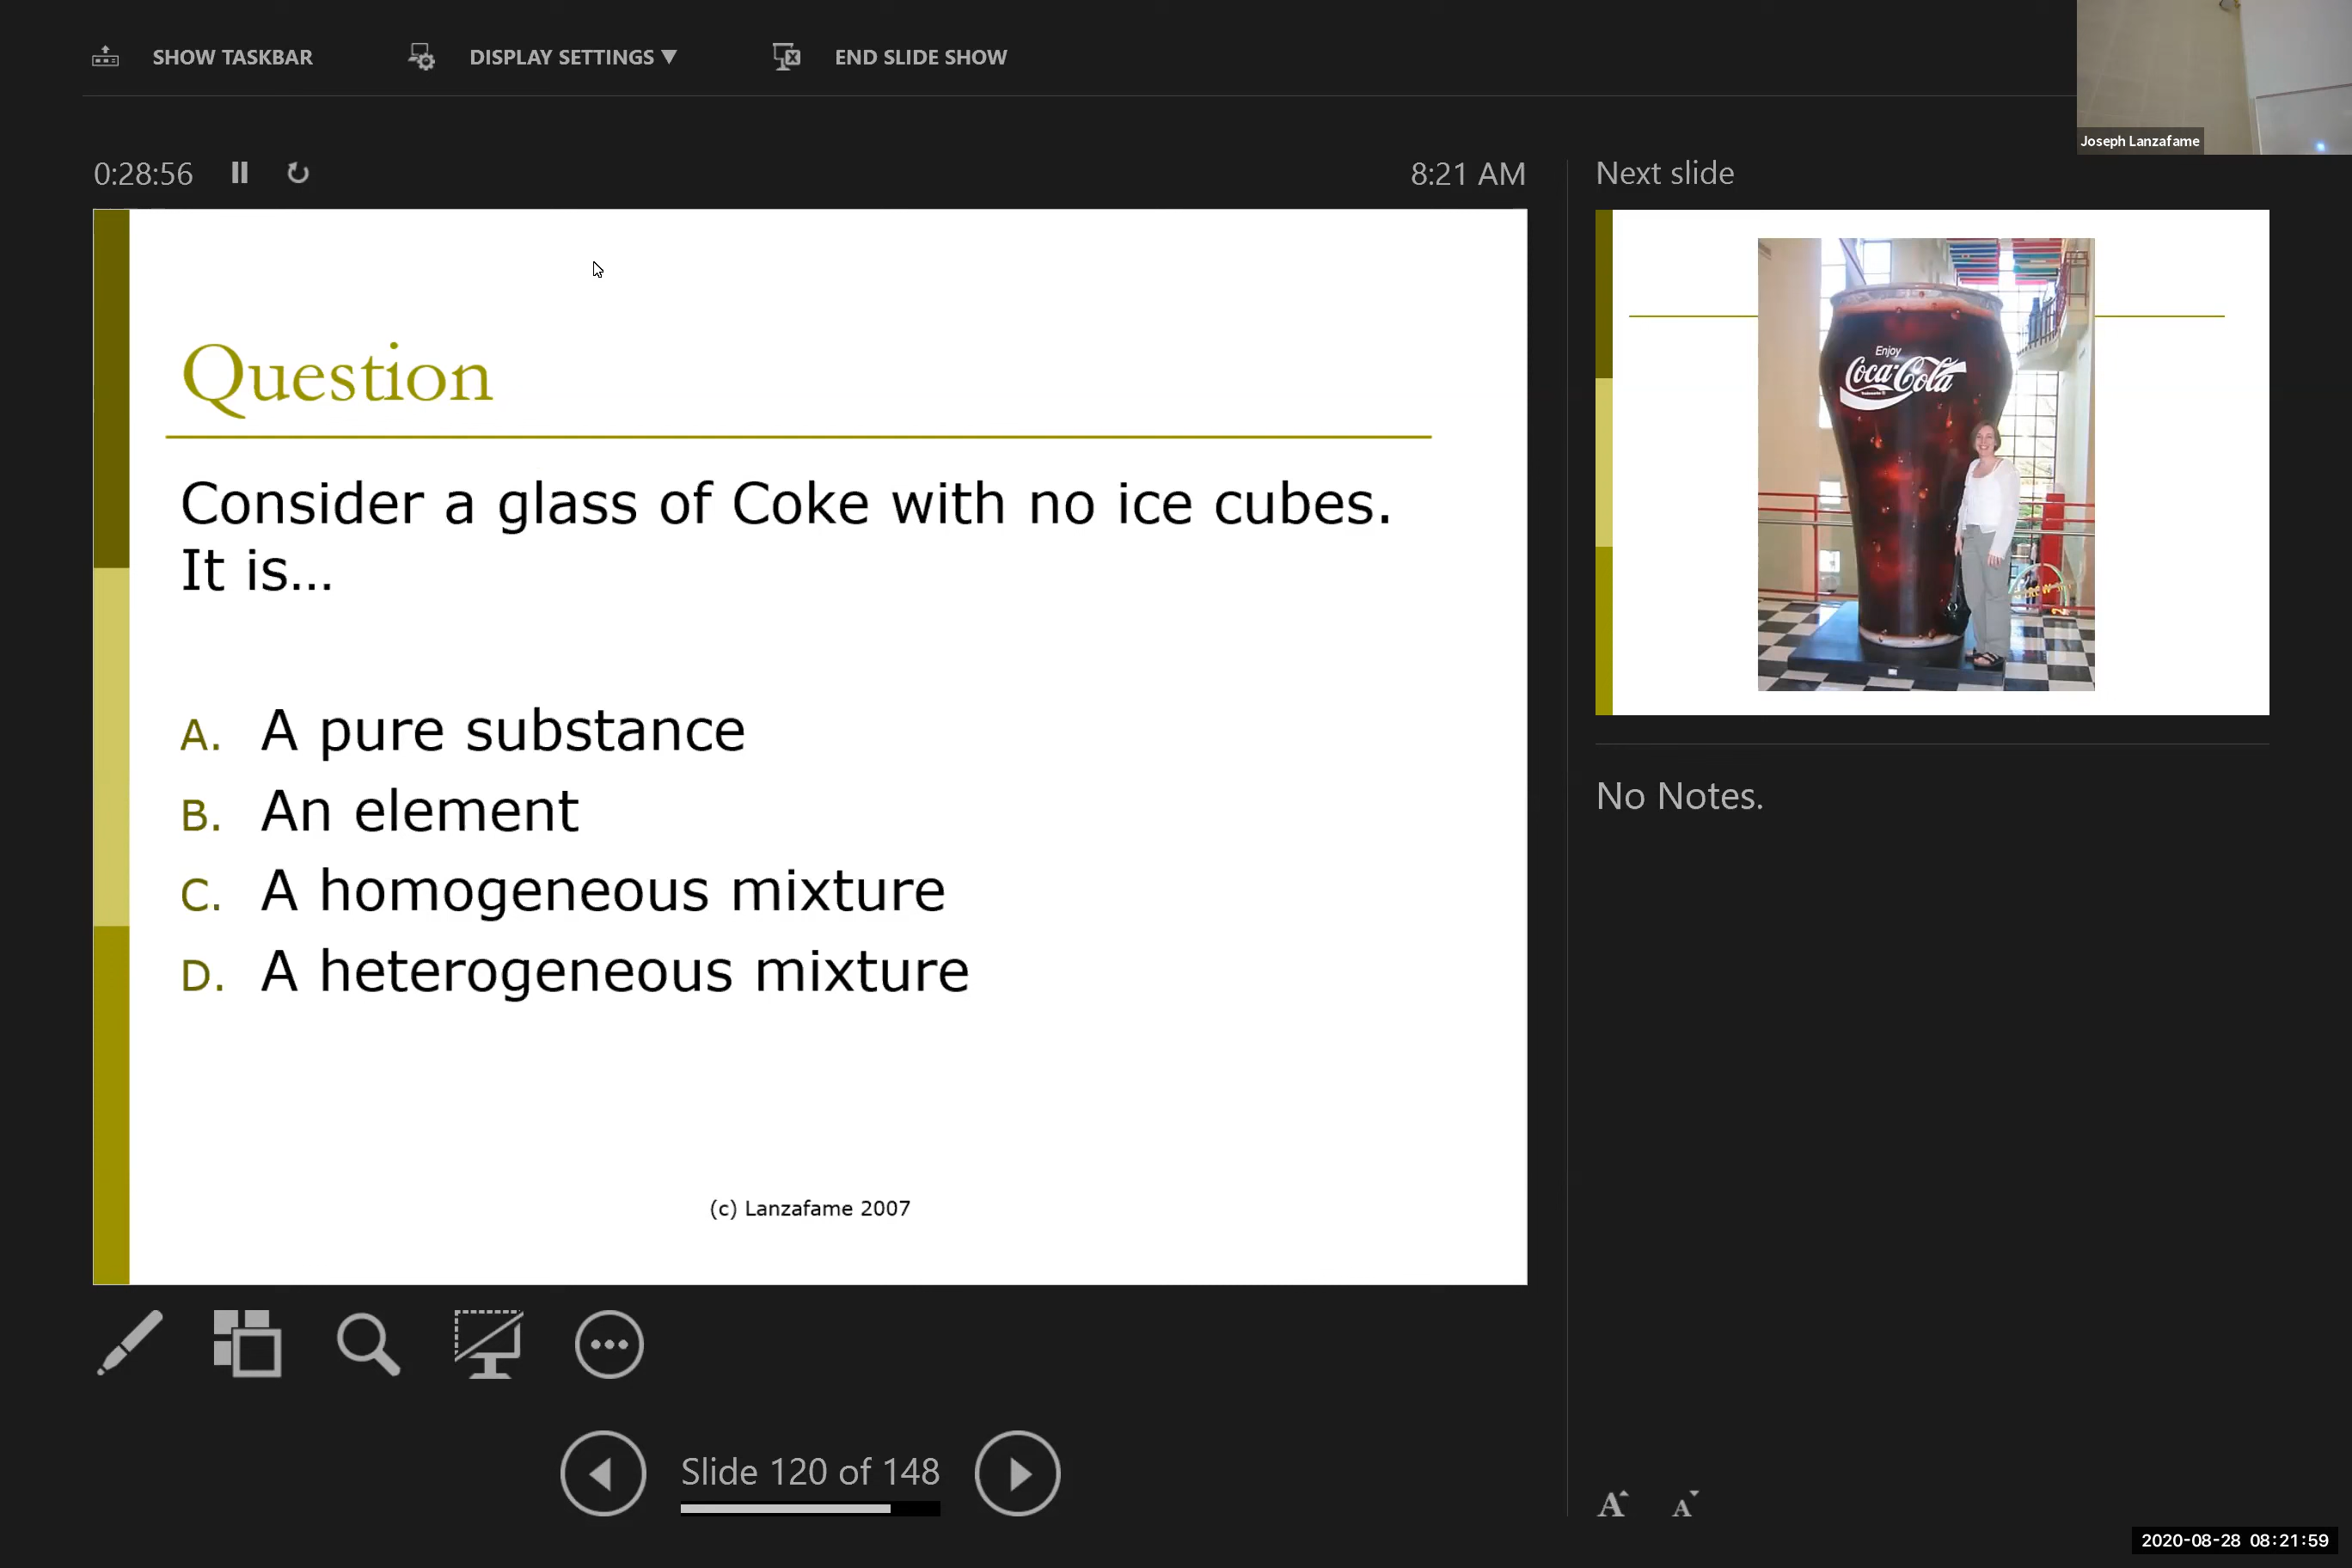 SHOW TASKBAR
DISPLAY SETTINGS ▼
END SLIDE SHOW
Joseph Lanzafame
0:28:56
8:21 AM
Next slide
Question
Consider a glass of Coke with no ice cubes.
It is...
A. A pure substance
B. An element
C. A homogeneous mixture
D. A heterogeneous mixture
(c) Lanzafame 2007
Enjoy
Coca-Cola
No Notes.
Slide 120 of 148
A A
2020-08-28 08:21:59